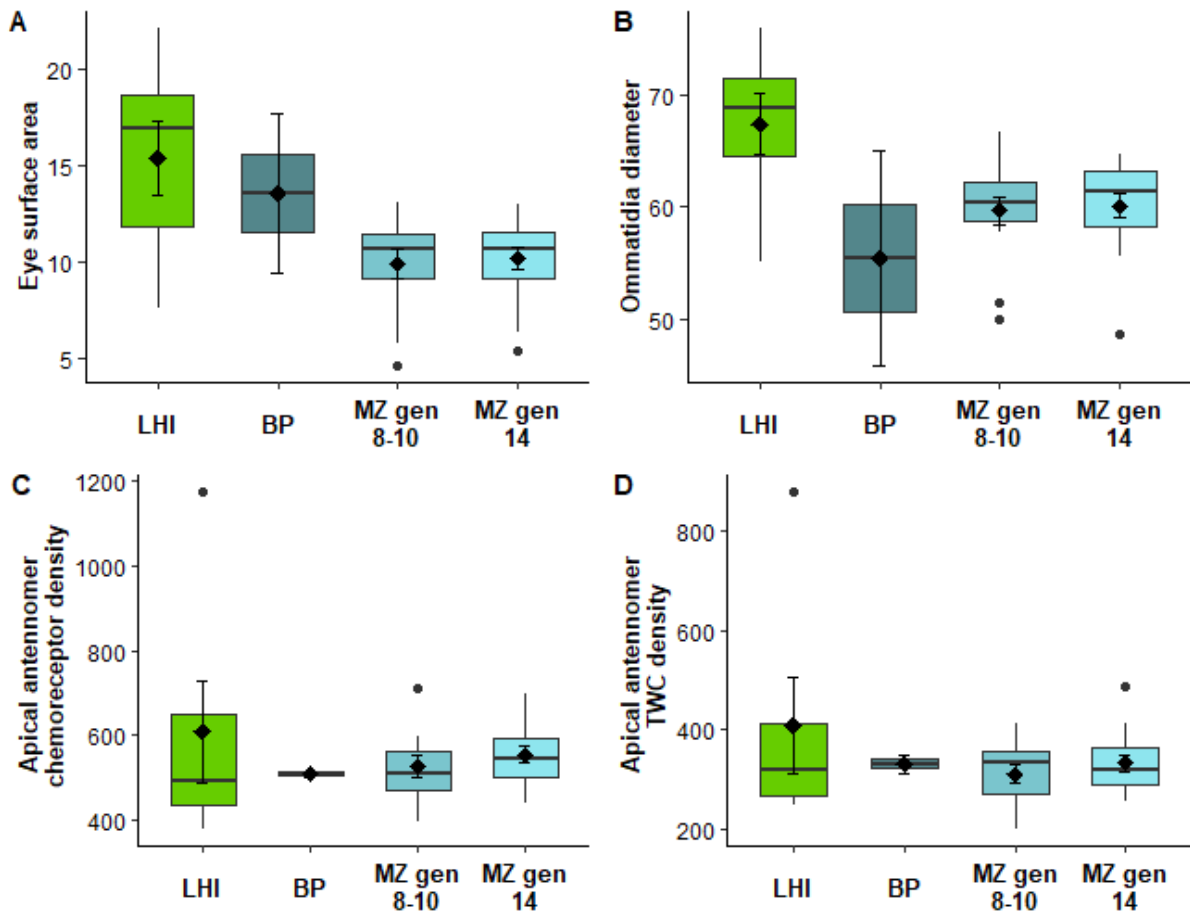 A
Eye surface area
20
15
10
5
LHI
BP
MZ gen
8-10
MZ gen
14
B
Ommatidia diameter
70
60
50
LHI
BP
MZ gen
8-10
MZ gen
14
C
Apical antennomer
chemoreceptor density
1200
1000
800
600
400
LHI
BP
MZ gen
8-10
MZ gen
14
D
Apical antennomer
TWC density
800
600
400
200
LHI
BP
MZ gen
8-10
MZ gen
14